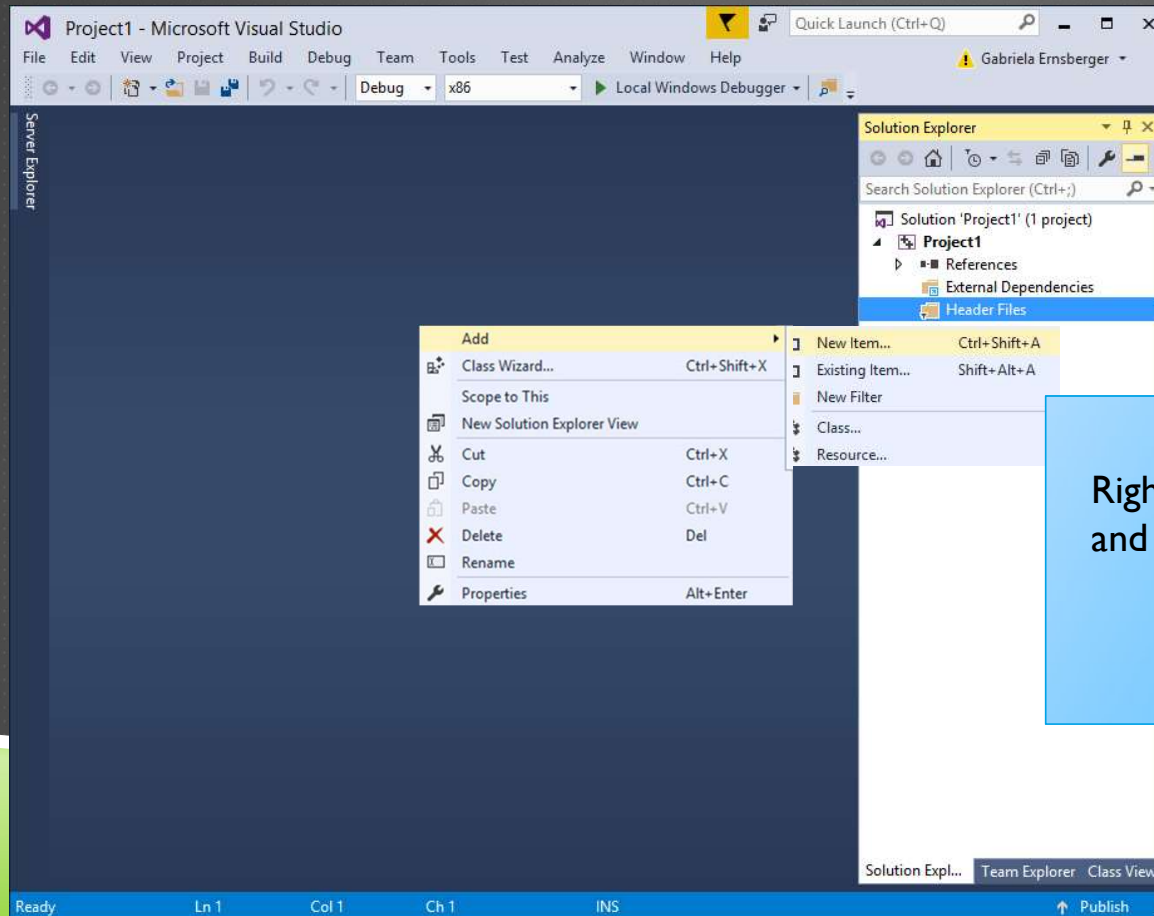 Project1 - Microsoft Visual Studio
Quick Launch (Ctrl+Q)
File Edit View Project Build Debug Team Tools Test Analyze Window Help
Gabriela Ernsberger
Debug x86 Local Windows Debugger
Server Explorer
Solution Explorer
Search Solution Explorer (Ctrl+;)
Solution 'Project1' (1 project)
Project1
References
External Dependencies
Header Files
Add
Class Wizard... Ctrl+Shift+X
Scope to This
New Solution Explorer View
Cut Ctrl+X
Copy Ctrl+C
Paste Ctrl+V
Delete Del
Rename
Properties Alt+Enter
New Item... Ctrl+Shift+A
Existing Item... Shift+Alt+A
New Filter
Class...
Resource...
and
Solution Expl... Team Explorer Class View
Ready Ln 1 Col 1 Ch 1 INS Publish